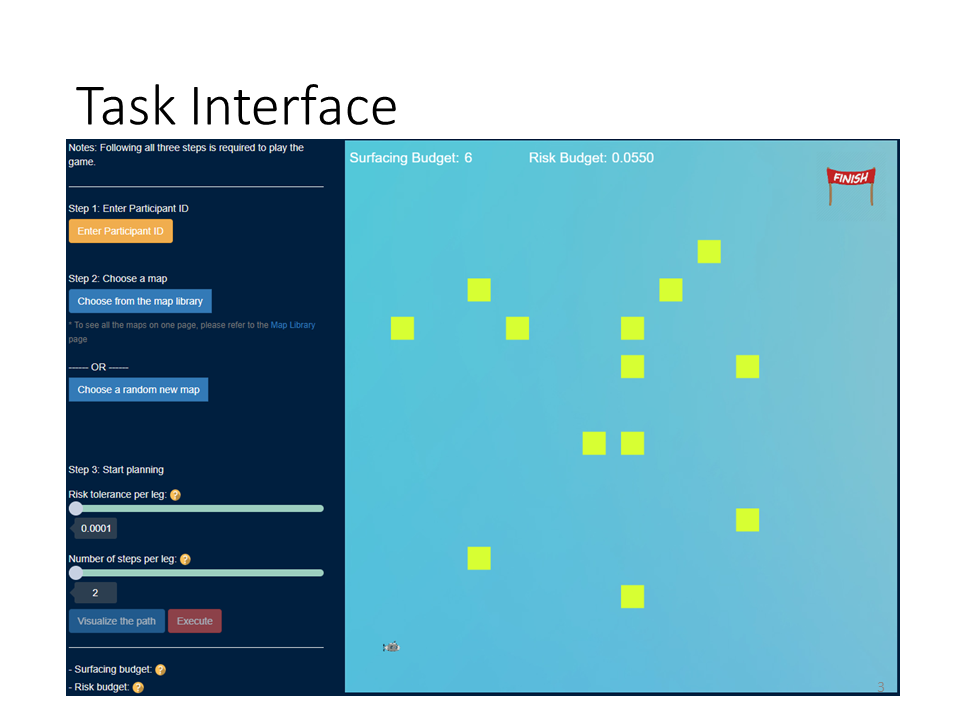 Task Interface
Notes: Following all three steps is required to play the
game.
Step 1: Enter Participant ID
Enter Participant ID
Step 2: Choose a map
Choose from the map library
* To see all the maps on one page, please refer to the Map Library
page
—— OR ——
Choose a random new map
Step 3: Start planning
Risk tolerance per leg: ?
0.0001
Number of steps per leg: ?
2
Visualize the path Execute
- Surfacing budget: ?
- Risk budget: ?
Surfacing Budget: 6 Risk Budget: 0.0550
FINISH
3